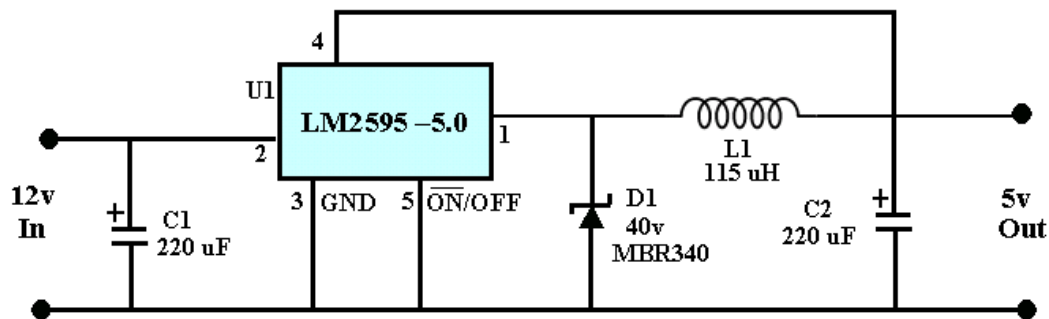 4
U1
LM2595 –5.0
1
2
L1
115 uH
12v
In
+
C1
220 uF
3 GND
5 ON/OFF
D1
40v
MBR340
+
C2
220 uF
5v
Out